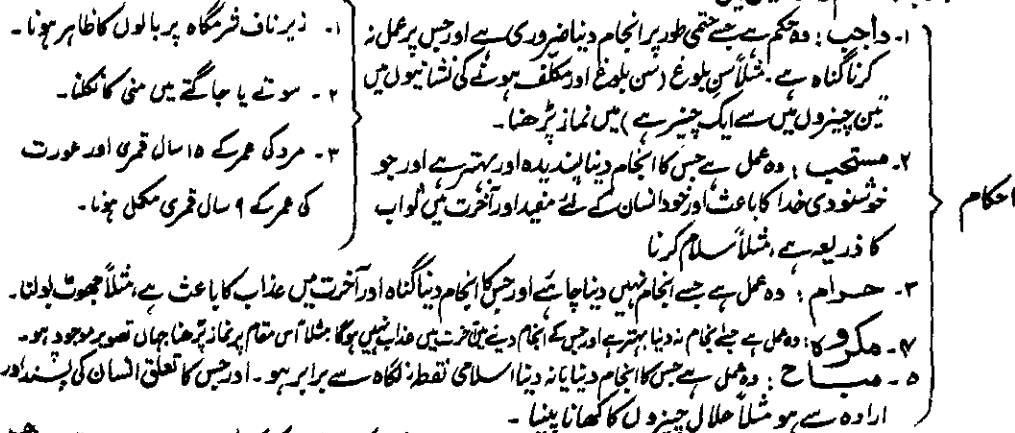 احکام
۱۔ واجب : وہ حکم ہے جسے حتمی طور پر انجام دینا ضروری ہے اور جس پر عمل نہ
کرنا گناہ ہے۔ مثلاً سن بلوغ (سن بلوغ اور مکلّف ہونے کی نشانیوں میں
تین چیزوں میں سے ایک چیز ہے) میں نماز پڑھنا۔
۱۔ زیر ناف شرمگاہ پر بالوں کا ظاہر ہونا۔
۲۔ سوتے یا جاگتے میں منی کا نکلنا۔
۳۔ مرد کی عمر کے ۱۵ سال قمری اور عورت
کی عمر کے ۹ سال قمری مکمل ہونا۔
۲۔ مستحب : وہ عمل ہے جس کا انجام دینا پسندیدہ اور بہتر ہے اور جو
خوشنودی خدا کا باعث اور خود انسان کے لئے مفید اور آخرت میں ثواب
کا ذریعہ ہے، مثلاً سلام کرنا
۳۔ حرام : وہ عمل ہے جسے انجام نہیں دینا چاہئے اور جس کا انجام دینا گناہ اور آخرت میں عذاب کا باعث ہے، مثلاً جھوٹ بولنا۔
۴۔ مکروہ : وہ عمل ہے جسے انجام نہ دینا بہتر ہے اور جس کے انجام دینے میں آخرت میں عذاب نہیں ہوگا مثلاً اس مقام پر نماز پڑھنا جہاں تصویر موجود ہو۔
۵۔ مباح : وہ عمل ہے جس کا انجام دینا یا نہ دینا اسلامی نقطۂ نگاہ سے برابر ہو۔ اور جس کا تعلق انسان کی پسند اور
ارادہ سے ہو مثلاً حلال چیزوں کا کھانا پینا ۔